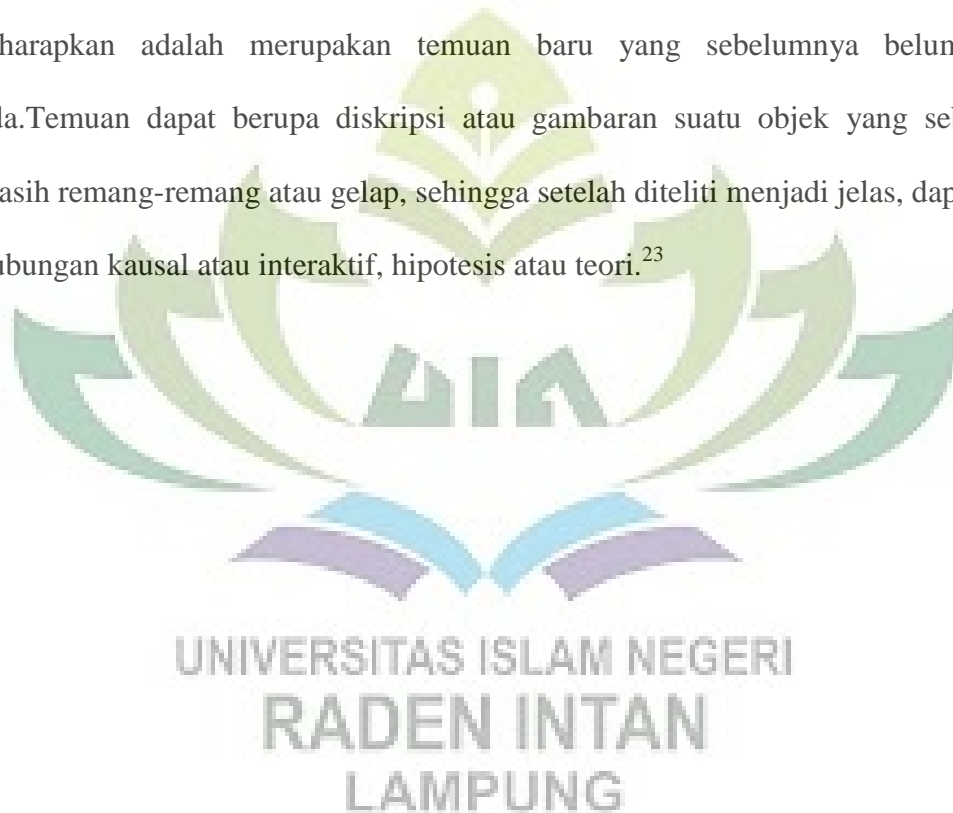 harapkan adalah merupakan temuan baru yang sebelumnya belum
da.Temuan dapat berupa diskripsi atau gambaran suatu objek yang se
asih remang-remang atau gelap, sehingga setelah diteliti menjadi jelas, dap
ubungan kausal atau interaktif, hipotesis atau teori.23
UIN
UNIVERSITAS ISLAM NEGERI
RADEN INTAN
LAMPUNG